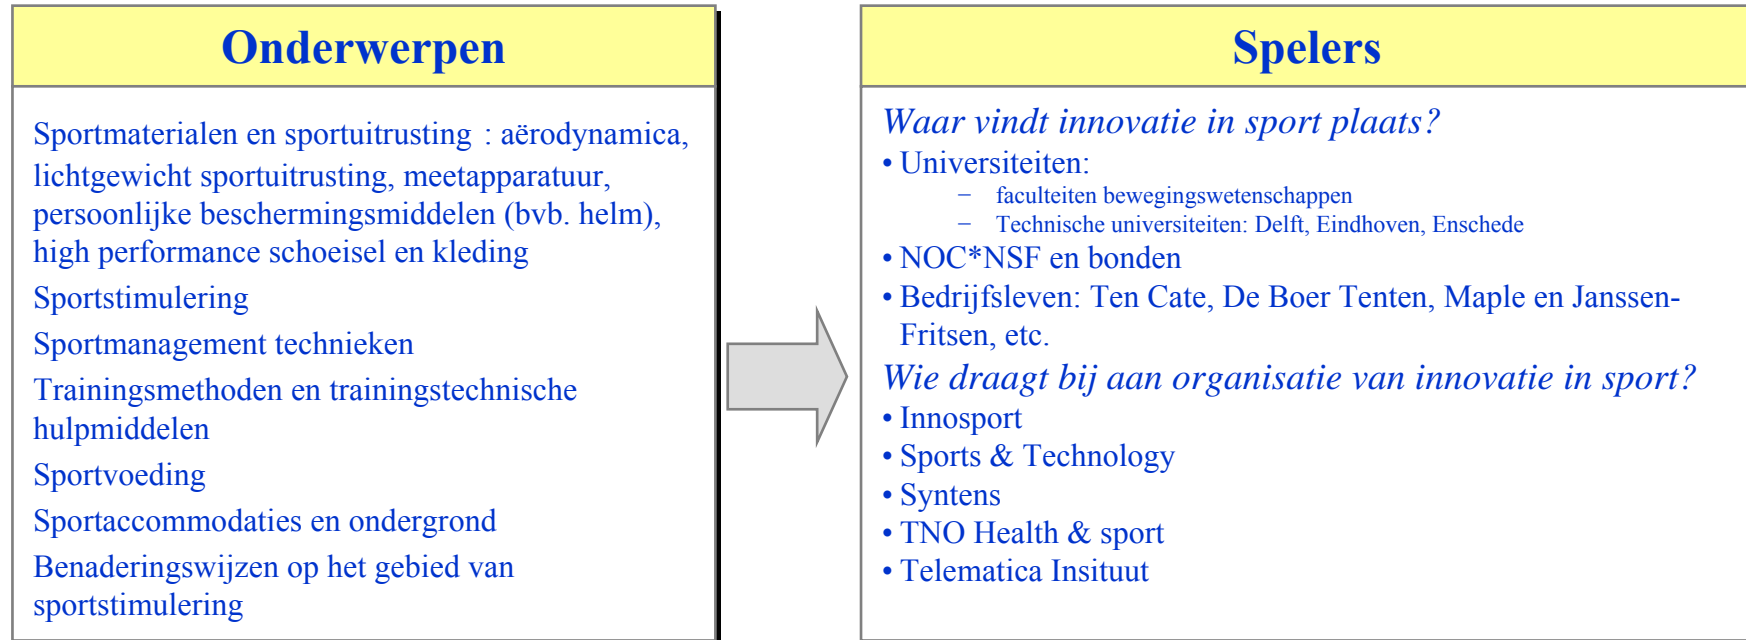 Onderwerpen
Sportmaterialen en sportuitrusting : aërodynamica,
lichtgewicht sportuitrusting, meetapparatuur,
persoonlijke beschermingsmiddelen (bvb. helm),
high performance schoeisel en kleding
Sportstimulering
Sportmanagement technieken
Trainingsmethoden en trainingstechnische
hulpmiddelen
Sportvoeding
Sportaccommodaties en ondergrond
Benaderingswijzen op het gebied van
sportstimulering
Spelers
Waar vindt innovatie in sport plaats?
• Universiteiten:
– faculteiten bewegingswetenschappen
– Technische universiteiten: Delft, Eindhoven, Enschede
• NOC*NSF en bonden
• Bedrijfsleven: Ten Cate, De Boer Tenten, Maple en Janssen-
Fritsen, etc.
Wie draagt bij aan organisatie van innovatie in sport?
• Innosport
• Sports & Technology
• Syntens
• TNO Health & sport
• Telematica Insituut